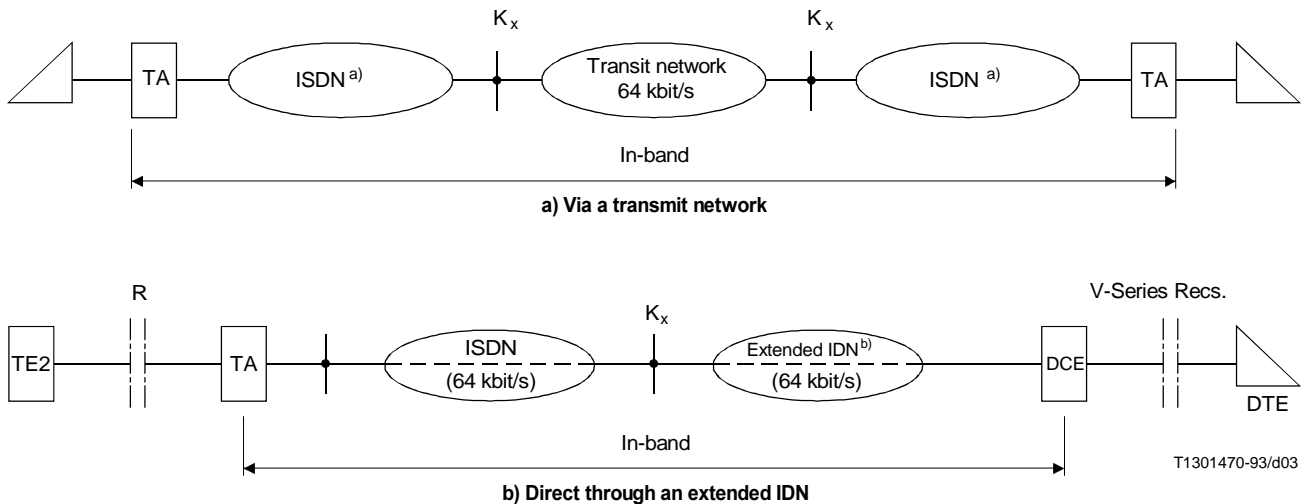 Kx Kx
TA ISDN a) Transit network 64 kbit/s ISDN a) TA
In-band
a) Via a transmit network
R Kx V-Series Recs.
TE2 TA ISDN (64 kbit/s) Extended IDN b) (64 kbit/s) DCE
DTE
In-band
T1301470-93/d03
b) Direct through an extended IDN